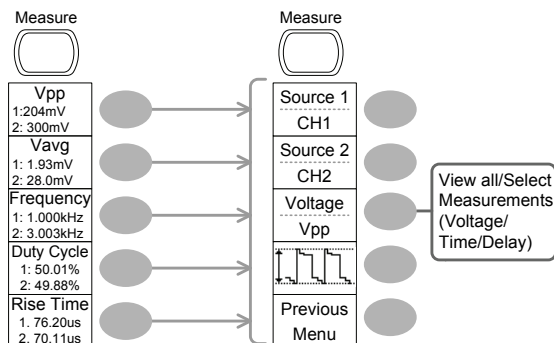 Measure
Vpp
1:204mV
2: 300mV
Vavg
1: 1.93mV
2: 28.0mV
Frequency
1: 1.000kHz
2: 3.003kHz
Duty Cycle
1: 50.01%
2: 49.88%
Rise Time
1. 76.20us
2. 70.11us
Measure
Source 1
CH1
Source 2
CH2
Voltage
Vpp
Previous
Menu
View all/Select
Measurements
(Voltage/
Time/Delay)